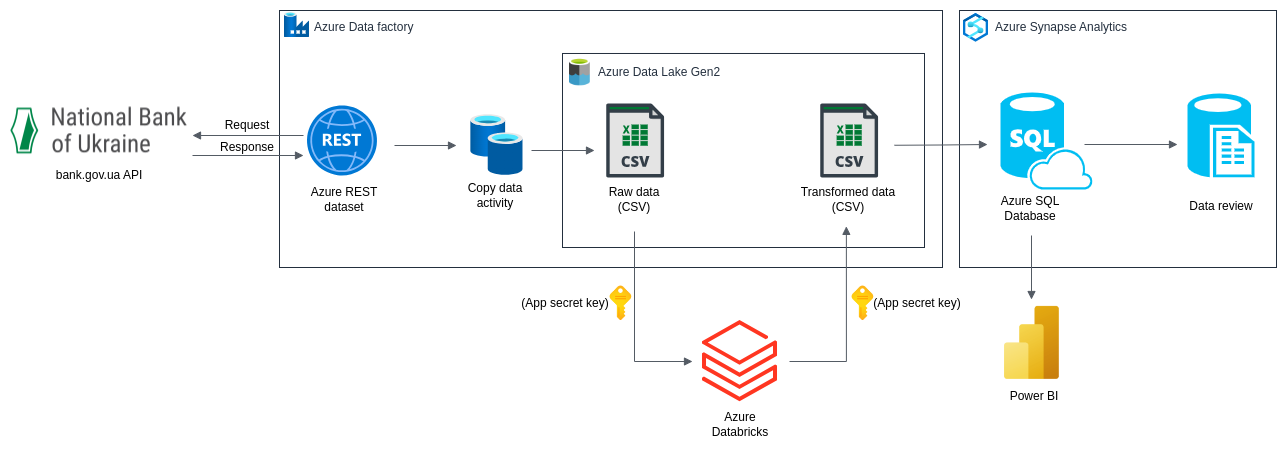 Azure Data factory
Azure Synapse Analytics
Azure Data Lake Gen2
National Bank
of Ukraine
bank.gov.ua API
Request
Response
REST
Azure REST
dataset
Copy data
activity
X
CSV
Raw data
(CSV)
X
CSV
Transformed data
(CSV)
SQL
Azure SQL
Database
Data review
(App secret key)
(App secret key)
Azure
Databricks
Power BI